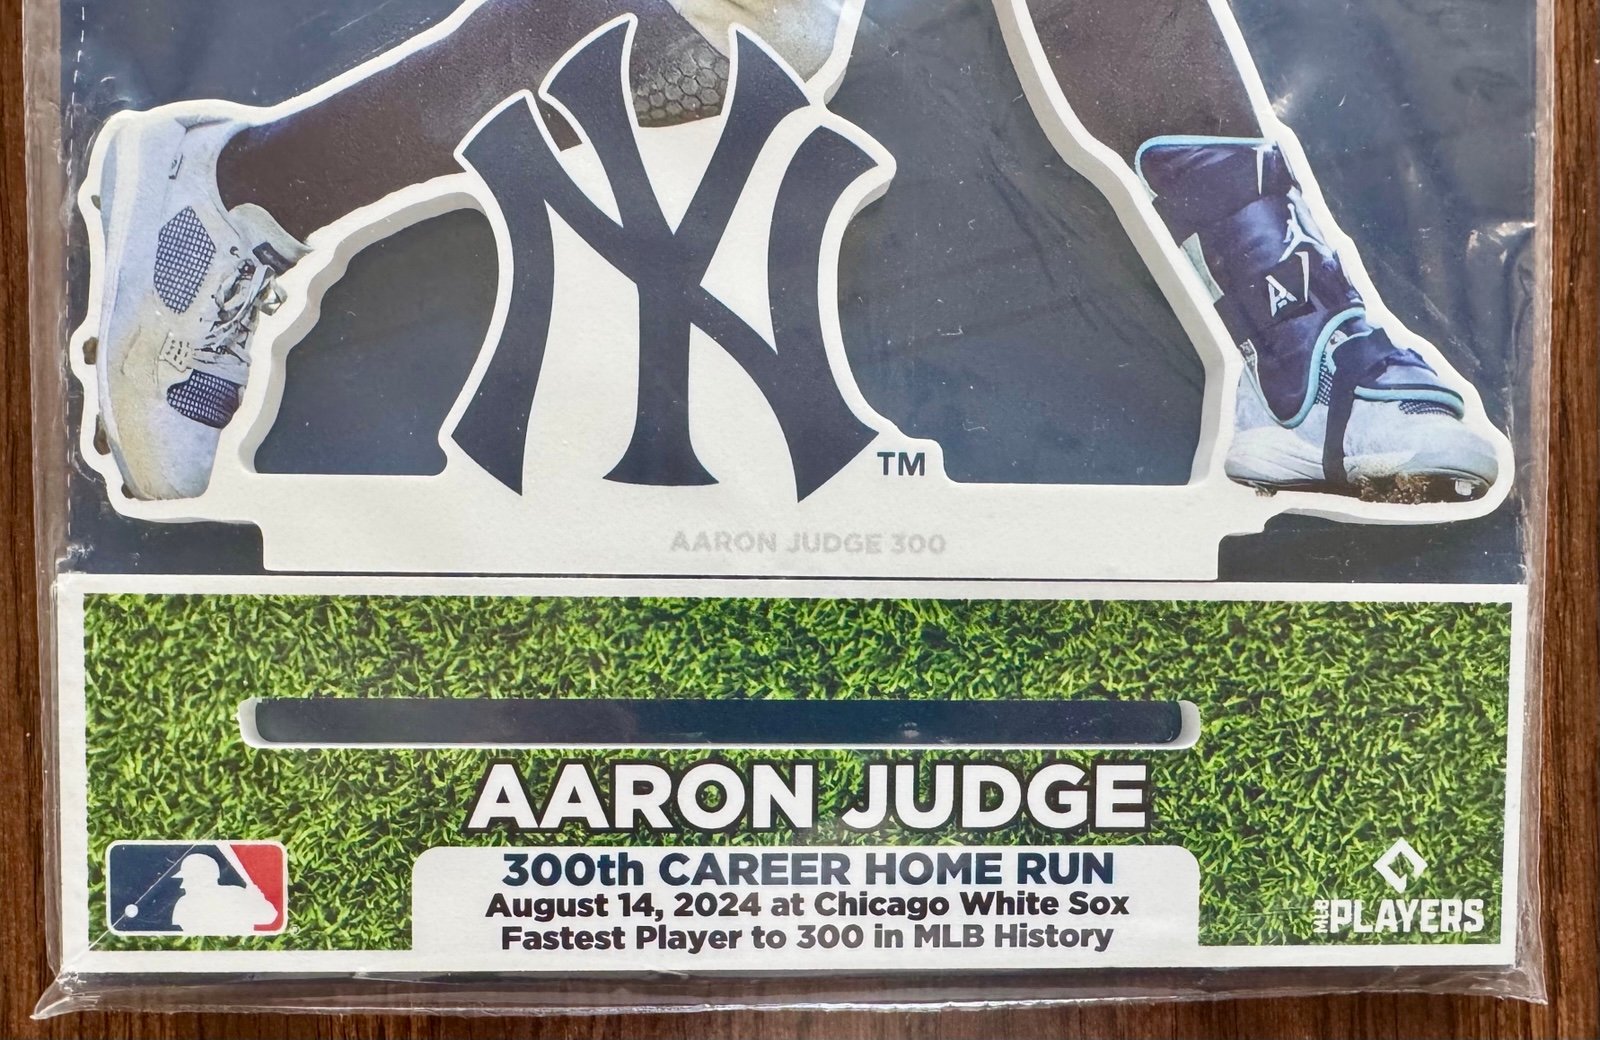 NY
TM
AARON JUDGE 300
AARON JUDGE
300th CAREER HOME RUN
August 14, 2024 at Chicago White Sox
Fastest Player to 300 in MLB History
MLB PLAYERS